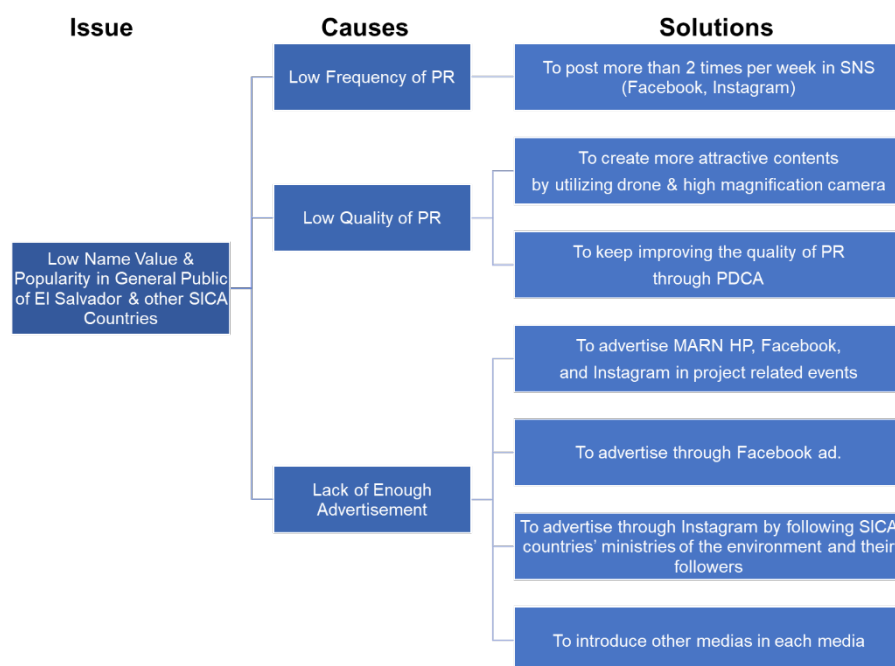 Issue
Causes
Solutions
Low Name Value &
Popularity in General Public
of El Salvador & other SICA
Countries
Low Frequency of PR
To post more than 2 times per week in SNS
(Facebook, Instagram)
Low Quality of PR
To create more attractive contents
by utilizing drone & high magnification camera
To keep improving the quality of PR
through PDCA
Lack of Enough
Advertisement
To advertise MARN HP, Facebook,
and Instagram in project related events
To advertise through Facebook ad.
To advertise through Instagram by following SICA
countries' ministries of the environment and their
followers
To introduce other medias in each media